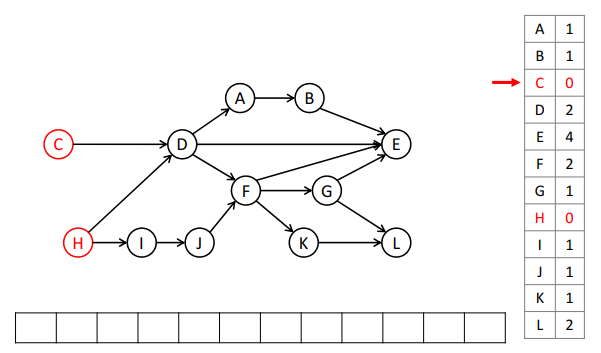 A 1
B 1
C 0
D 2
E 4
F 2
G 1
H 0
I 1
J 1
K 1
L 2
A B
C D E
F G
H I J K L